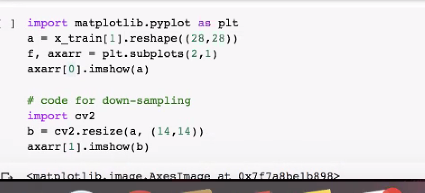 [ ] import matplotlib.pyplot as plt
a = x_train[1].reshape((28,28))
f, axarr = plt.subplots(2,1)
axarr[0].imshow(a)
# code for down-sampling
import cv2
b = cv2.resize(a, (14,14))
axarr[1].imshow(b)
<matplotlib.image.AxesImage at 0x7f7a8be1b898>